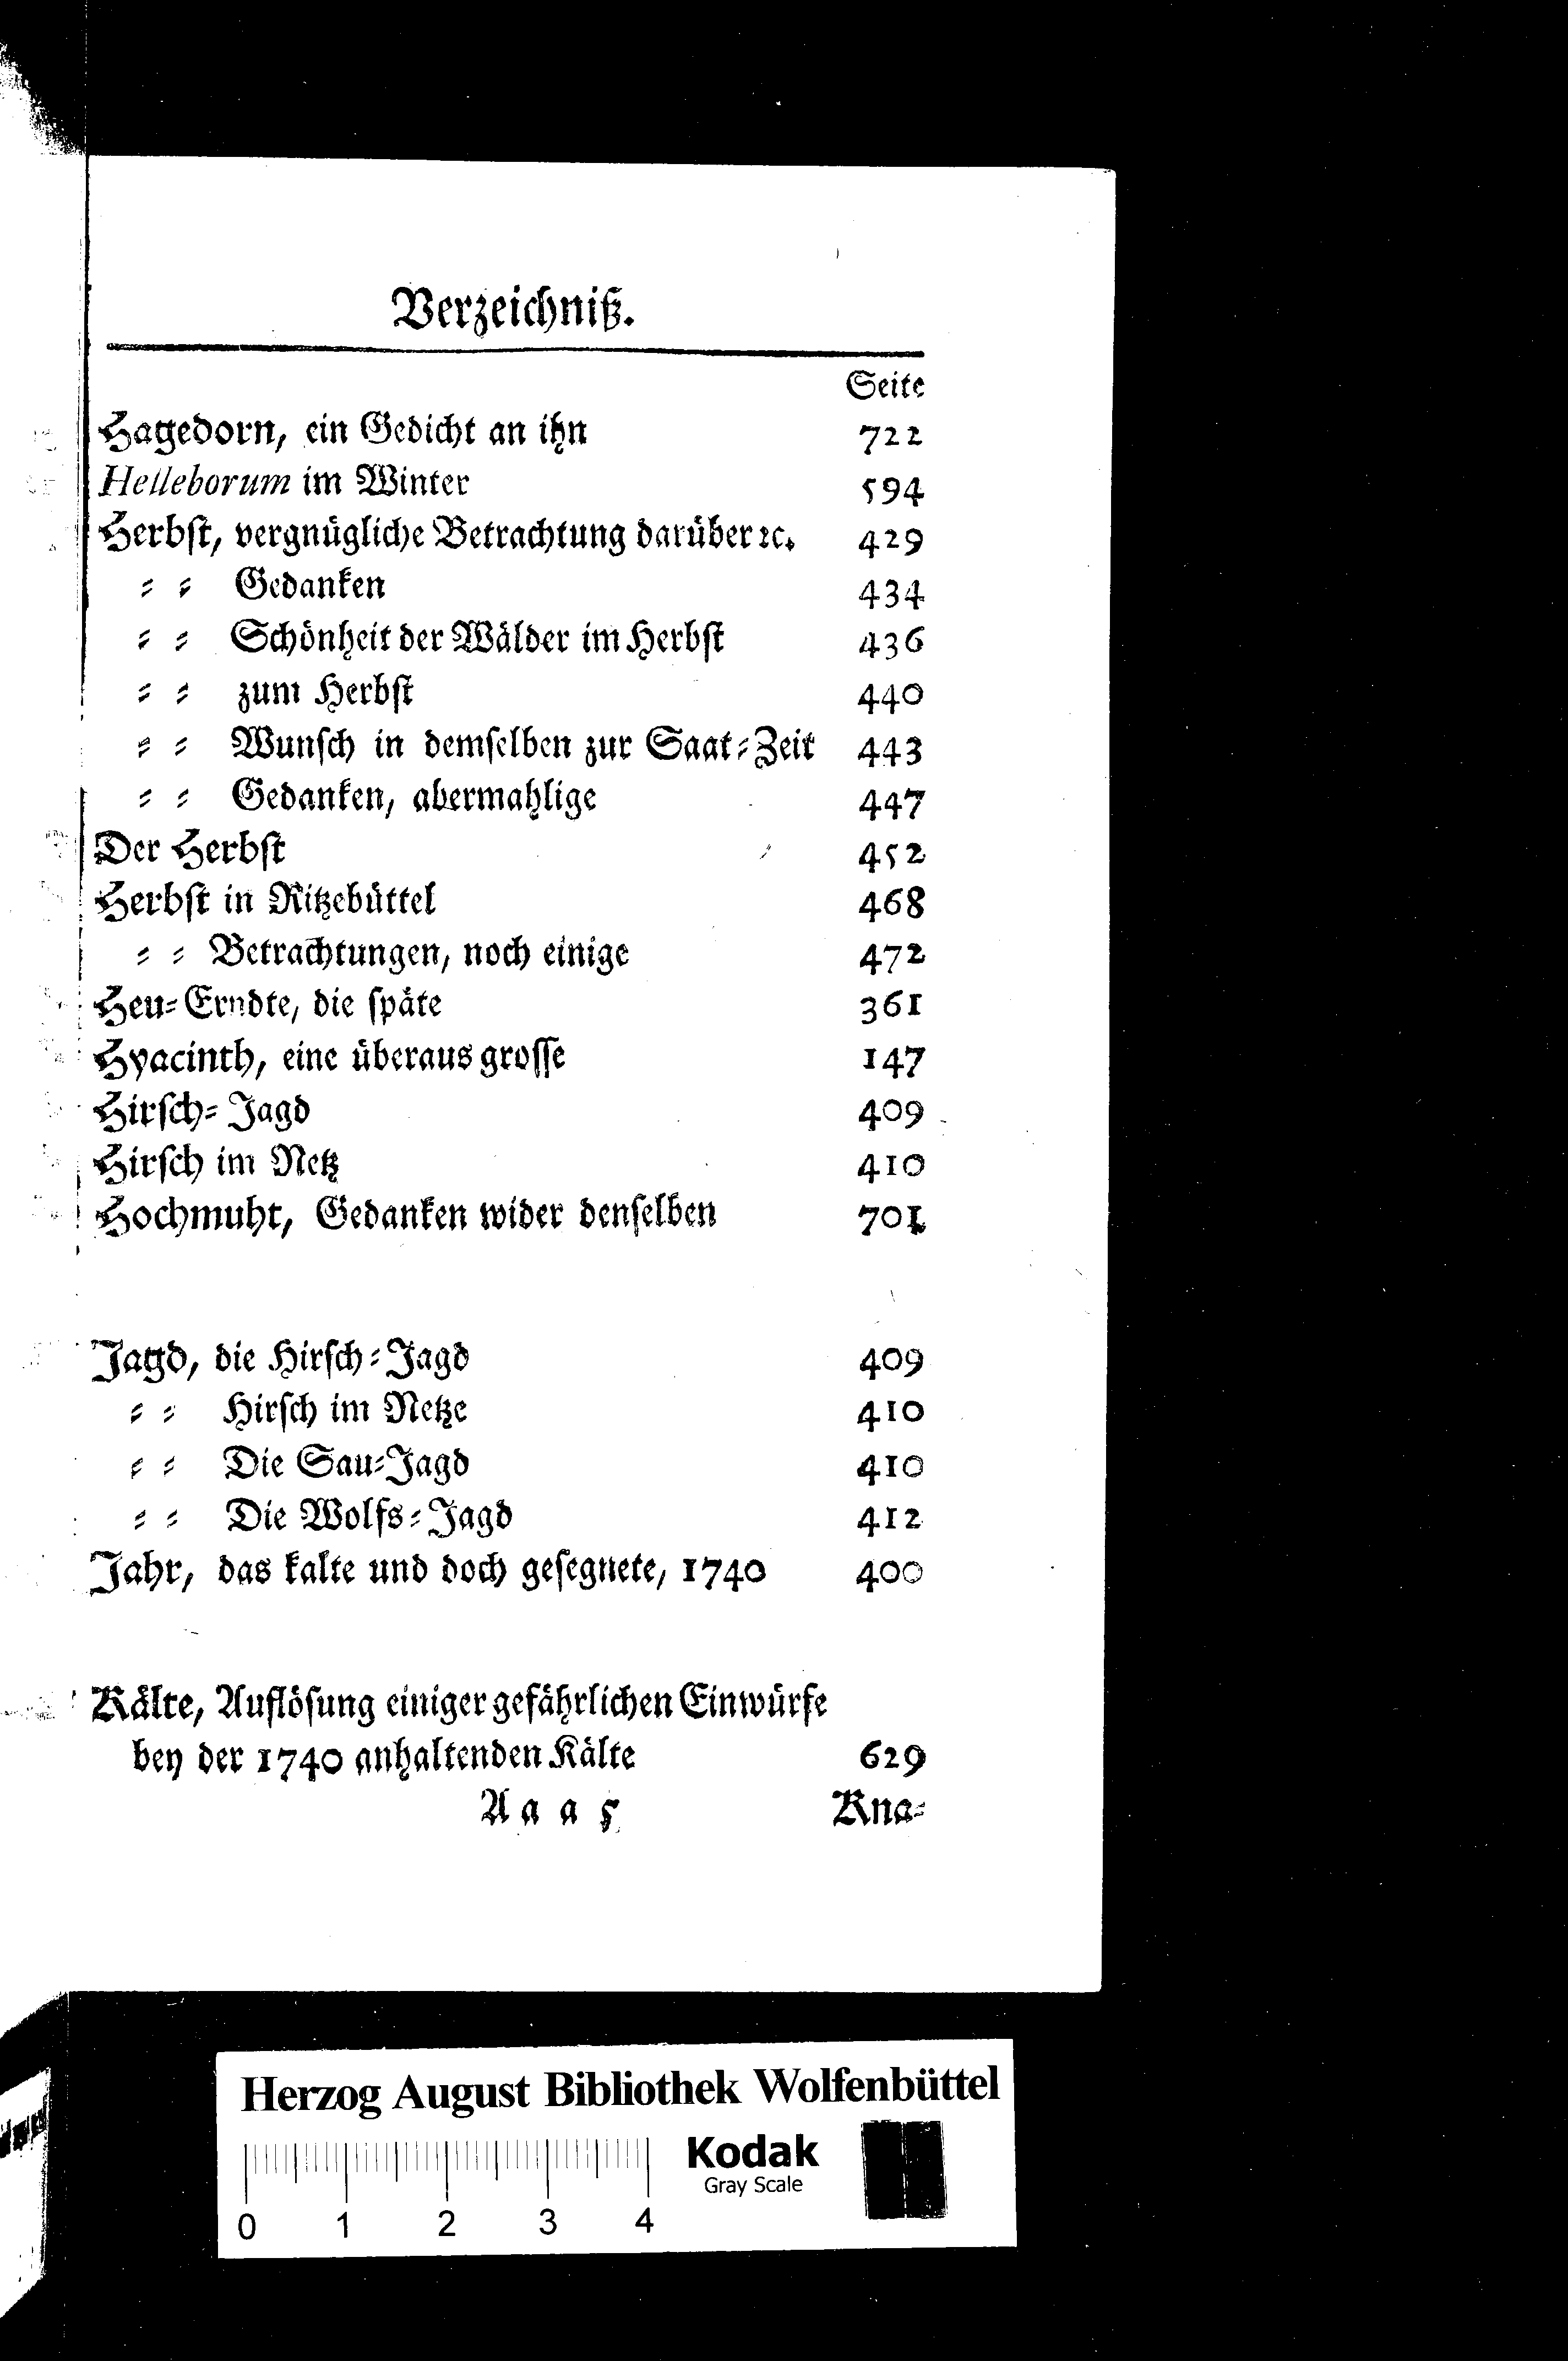 Verzeichniß.
Seite
Hagedorn, ein Gedicht an ihn 722
Helleborum im Winter 594
Herbst, vergnügliche Betrachtung darüber ꝛc. 429
⸗ ⸗ Gedanken 434
⸗ ⸗ Schönheit der Wälder im Herbst 436
⸗ ⸗ zum Herbst 440
⸗ ⸗ Wunsch in demselben zur Saat⸗Zeit 443
⸗ ⸗ Gedanken, abermahlige 447
Der Herbst 452
Herbst in Ritzebüttel 468
⸗ ⸗ Betrachtungen, noch einige 472
Heu⸗Erndte, die späte 361
Hyacinth, eine überaus grosse 147
Hirsch⸗Jagd 409
Hirsch im Netz 410
Hochmuht, Gedanken wider denselben 701
Jagd, die Hirsch⸗Jagd 409
⸗ ⸗ Hirsch im Netze 410
⸗ ⸗ Die Sau⸗Jagd 410
⸗ ⸗ Die Wolfs⸗Jagd 412
Jahr, das kalte und doch gesegnete, 1740 400
Kälte, Auflösung einiger gefährlichen Einwürfe
bey der 1740 anhaltenden Kälte 629
A a a 5 Kna⸗
Herzog August Bibliothek Wolfenbüttel
Kodak
Gray Scale
0 1 2 3 4